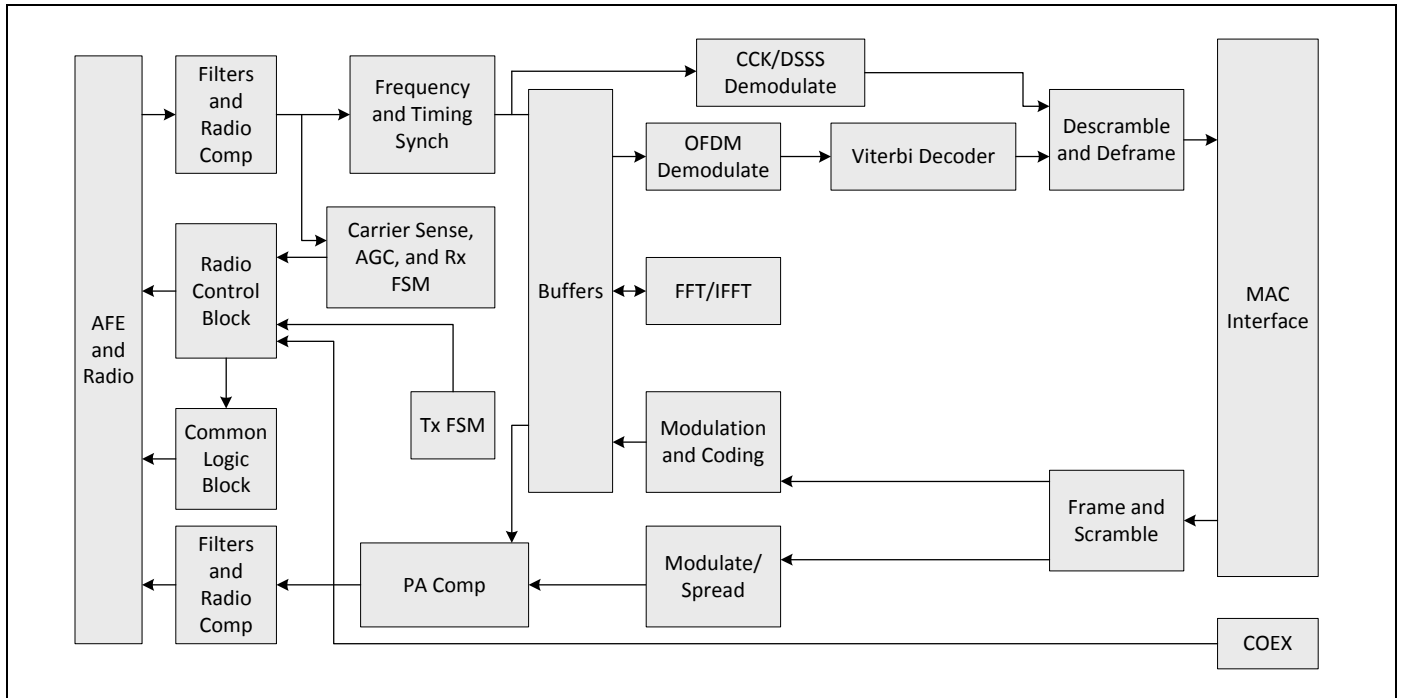 Filters
and
Radio
Comp
Frequency
and Timing
Synch
CCK/DSSS
Demodulate
OFDM
Demodulate
Viterbi Decoder
Descramble
and Deframe
Carrier Sense,
AGC, and Rx
FSM
Radio
Control
Block
Buffers
FFT/IFFT
MAC
Interface
AFE
and
Radio
Tx FSM
Common
Logic
Block
Modulation
and Coding
Frame and
Scramble
Filters
and
Radio
Comp
PA Comp
Modulate/
Spread
COEX